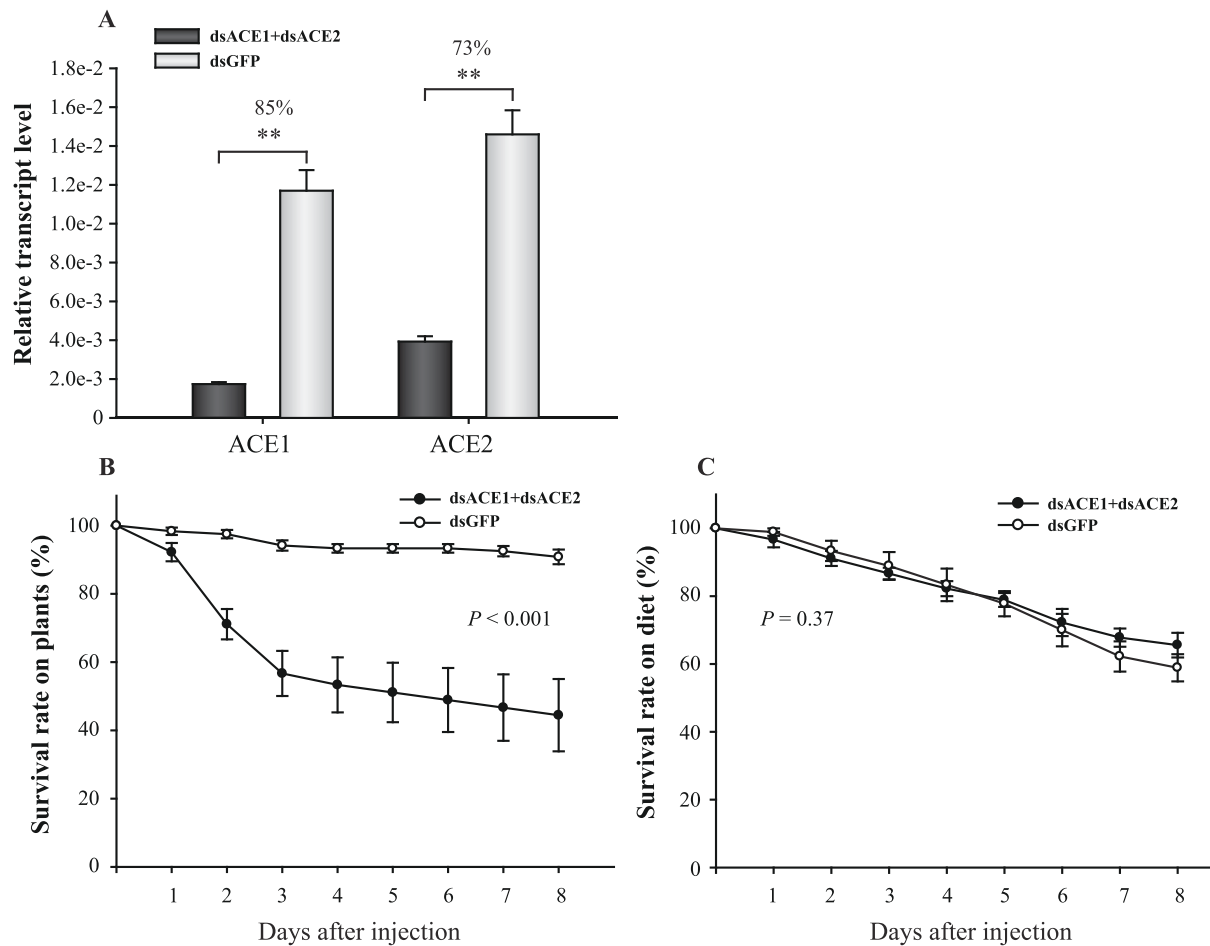 A
dsACE1+dsACE2
dsGFP
Relative transcript level
1.8e-2
1.6e-2
1.4e-2
1.2e-2
1.0e-2
8.0e-3
6.0e-3
4.0e-3
2.0e-3
0
85%
**
73%
**
ACE1 ACE2
B
dsACE1+dsACE2
dsGFP
Survival rate on plants (%)
100
80
60
40
20
0
P < 0.001
1 2 3 4 5 6 7 8
Days after injection
C
dsACE1+dsACE2
dsGFP
Survival rate on diet (%)
100
80
60
40
20
0
P = 0.37
1 2 3 4 5 6 7 8
Days after injection